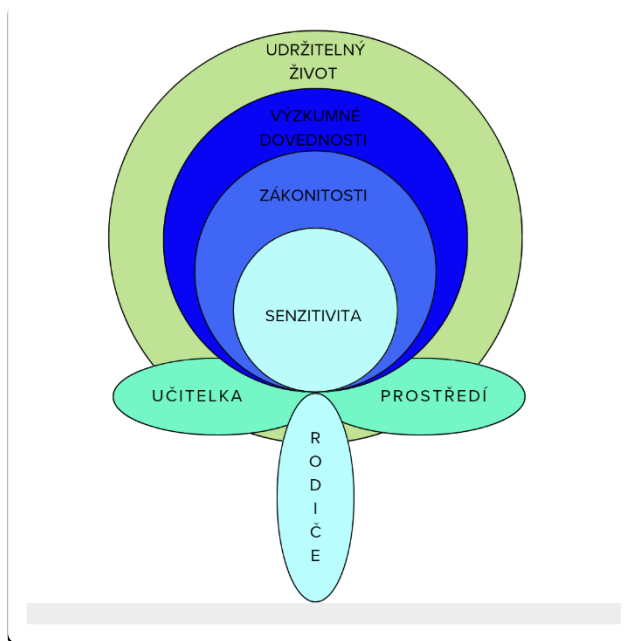 UDRŽITELNÝ
ŽIVOT
VÝZKUMNÉ
DOVEDNOSTI
ZÁKONITOSTI
SENZITIVITA
UČITELKA
PROSTŘEDÍ
R
O
D
I
Č
E